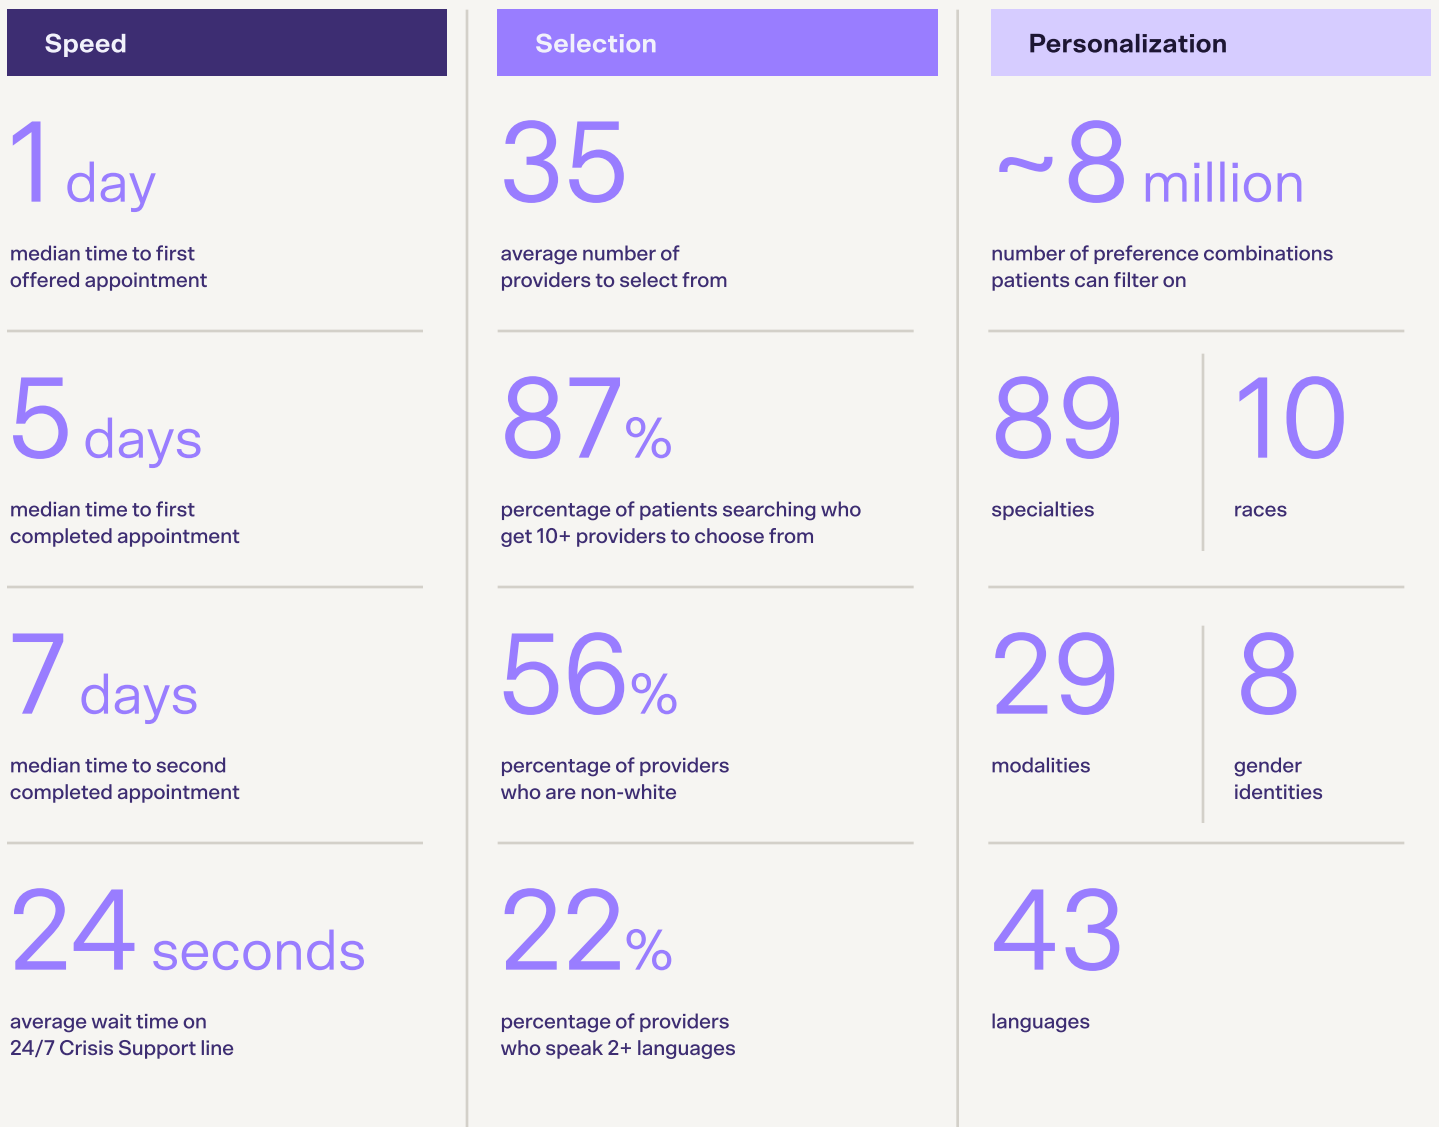 Speed
1 day
median time to first
offered appointment
5 days
median time to first
completed appointment
7 days
median time to second
completed appointment
24 seconds
average wait time on
24/7 Crisis Support line
Selection
35
average number of
providers to select from
87%
percentage of patients searching who
get 10+ providers to choose from
56%
percentage of providers
who are non-white
22%
percentage of providers
who speak 2+ languages
Personalization
~8 million
number of preference combinations
patients can filter on
89
specialties
10
races
29
modalities
8
gender
identities
43
languages